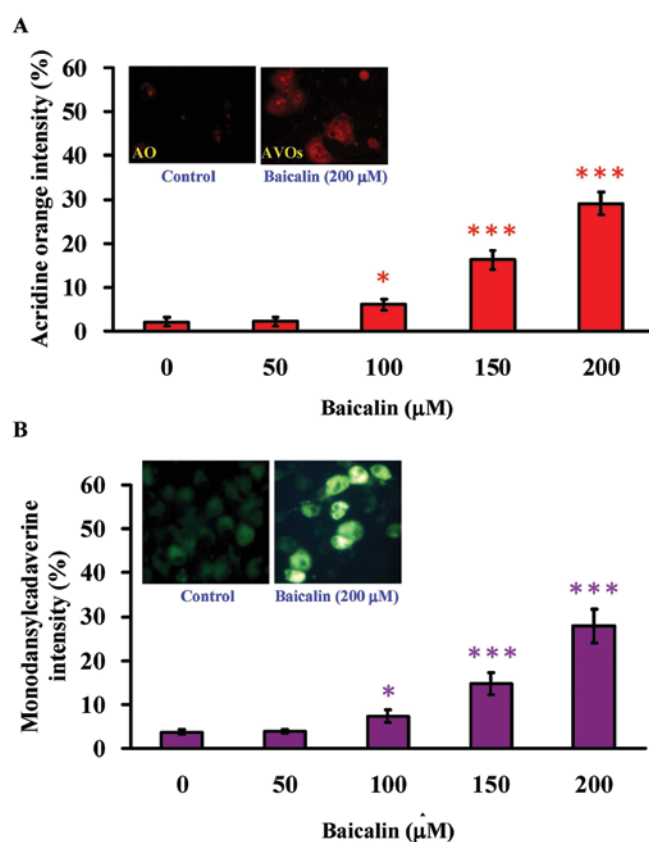 A
Acridine orange intensity (%)
60
50
40
30
20
10
0
AO
AVOs
Control
Baicalin (200 μM)
*
***
***
0
50
100
150
200
Baicalin (μM)
B
Monodansylcadaverine
intensity (%)
60
50
40
30
20
10
0
Control
Baicalin (200 μM)
*
***
***
0
50
100
150
200
Baicalin (μM)